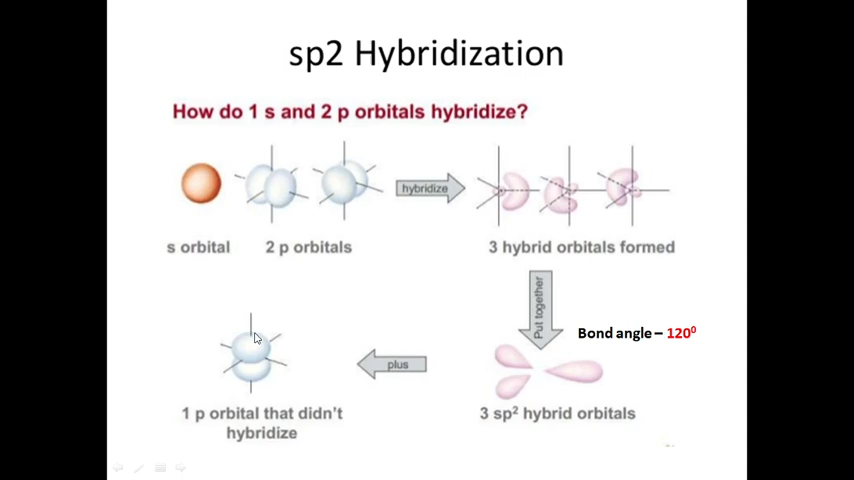 sp2 Hybridization
How do 1 s and 2 p orbitals hybridize?
hybridize
s orbital
2 p orbitals
3 hybrid orbitals formed
Put together
Bond angle – 120⁰
plus
1 p orbital that didn't
hybridize
3 sp² hybrid orbitals